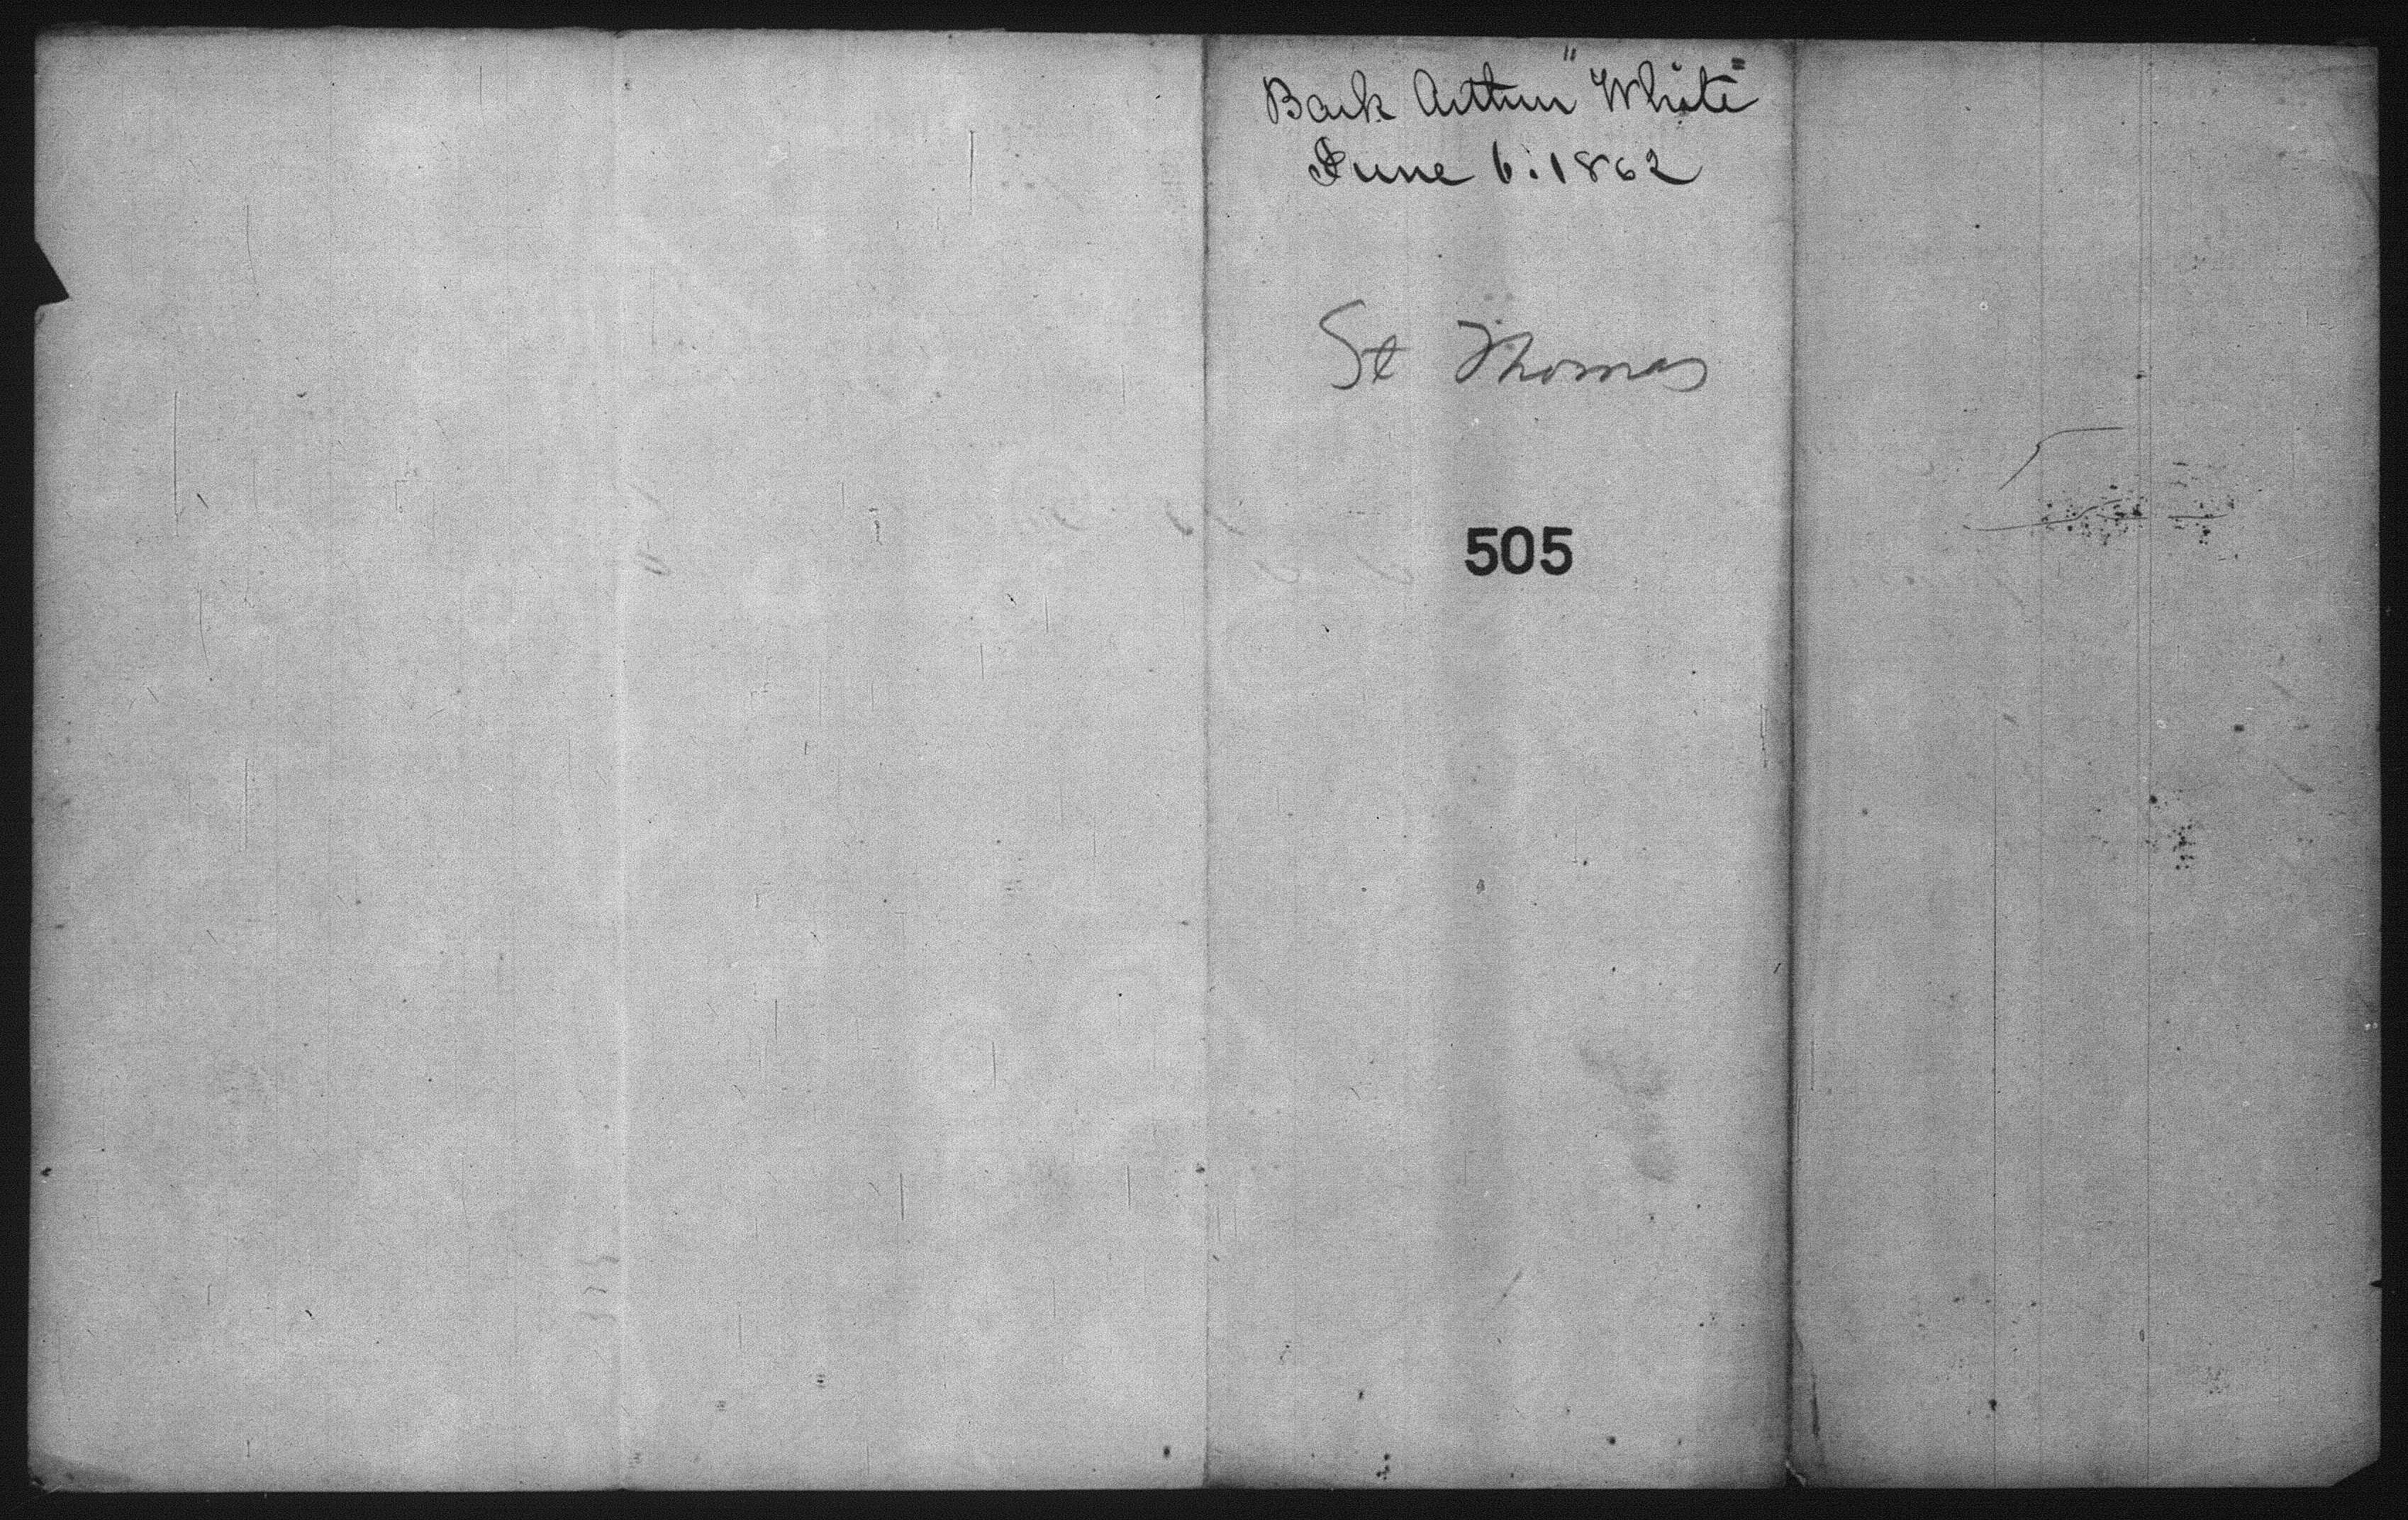 Bark Arthur "White"
June 6. 1862
St Thomas
505